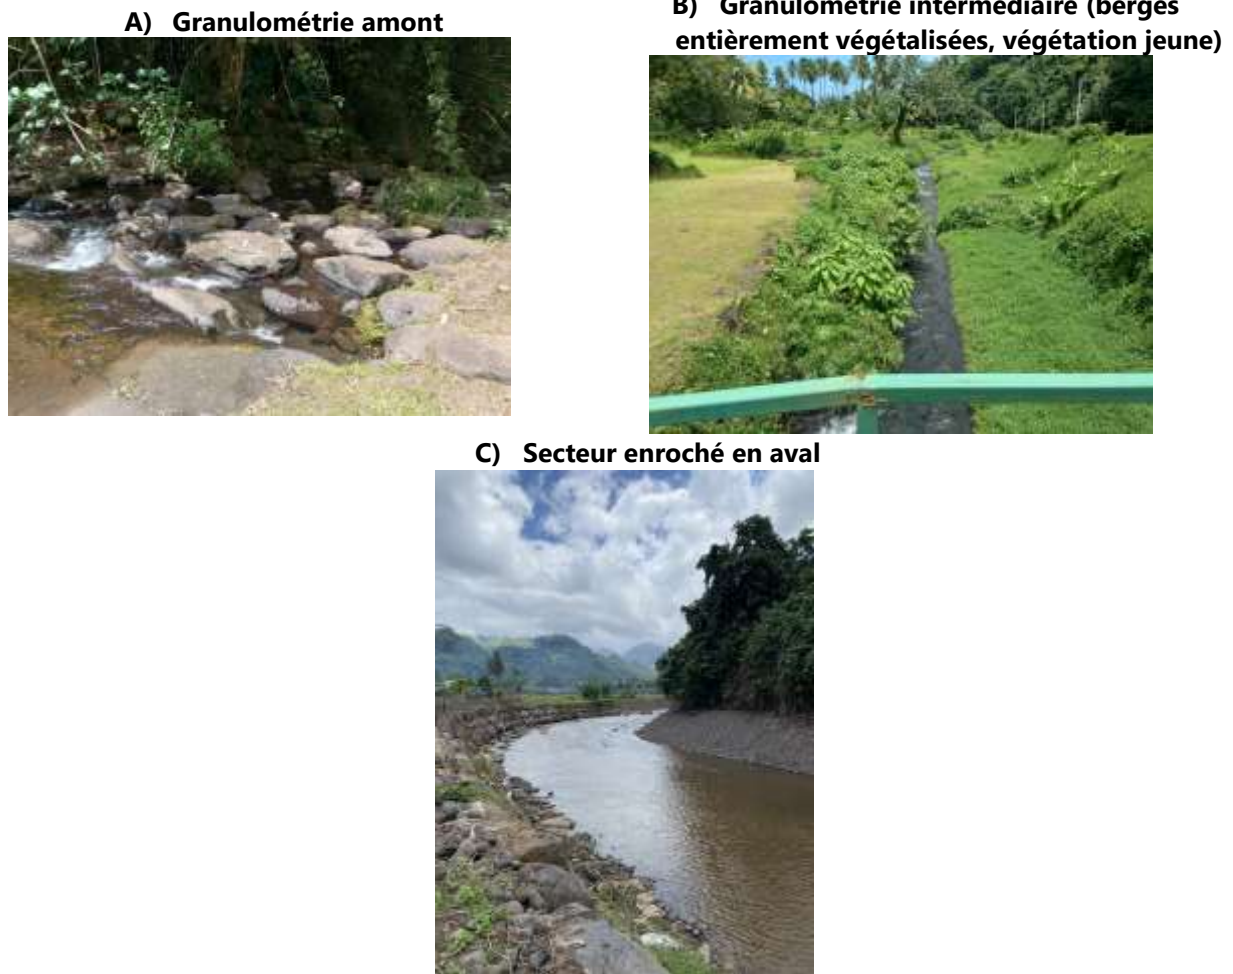 A) Granulométrie amont
B) Granulométrie intermédiaire (berges
entièrement végétalisées, végétation jeune)
C) Secteur enroché en aval